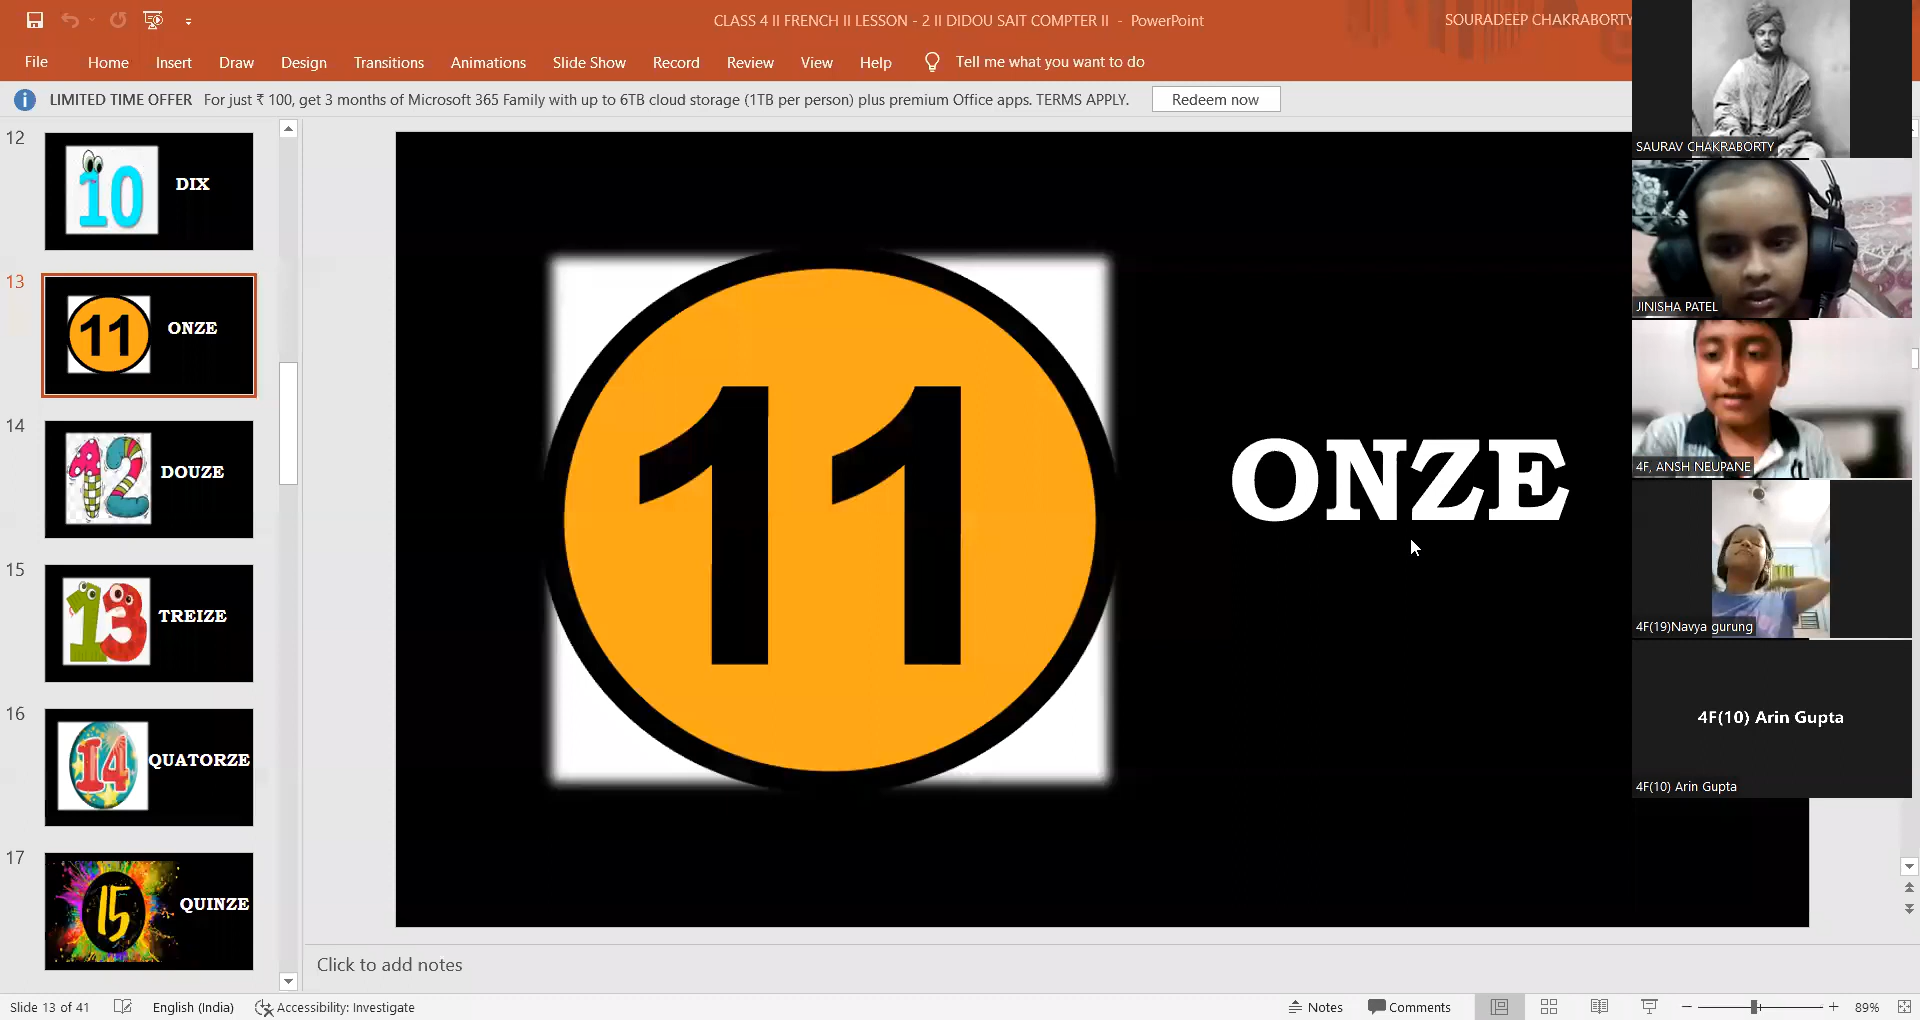 CLASS 4 II FRENCH II LESSON - 2 II DIDOU SAIT COMPTER II - PowerPoint
SOURADEEP CHAKRABORTY
File Home Insert Draw Design Transitions Animations Slide Show Record Review View Help Tell me what you want to do
LIMITED TIME OFFER For just ₹ 100, get 3 months of Microsoft 365 Family with up to 6TB cloud storage (1TB per person) plus premium Office apps. TERMS APPLY. Redeem now
12
10 DIX
13
11 ONZE
14
12 DOUZE
15
13 TREIZE
16
14 QUATORZE
17
15 QUINZE
11 ONZE
SAURAV CHAKRABORTY
JINISHA PATEL
4F, ANSH NEUPANE
4F(19)Navya gurung
4F(10) Arin Gupta
4F(10) Arin Gupta
Click to add notes
Slide 13 of 41 English (India) Accessibility: Investigate Notes Comments 89%